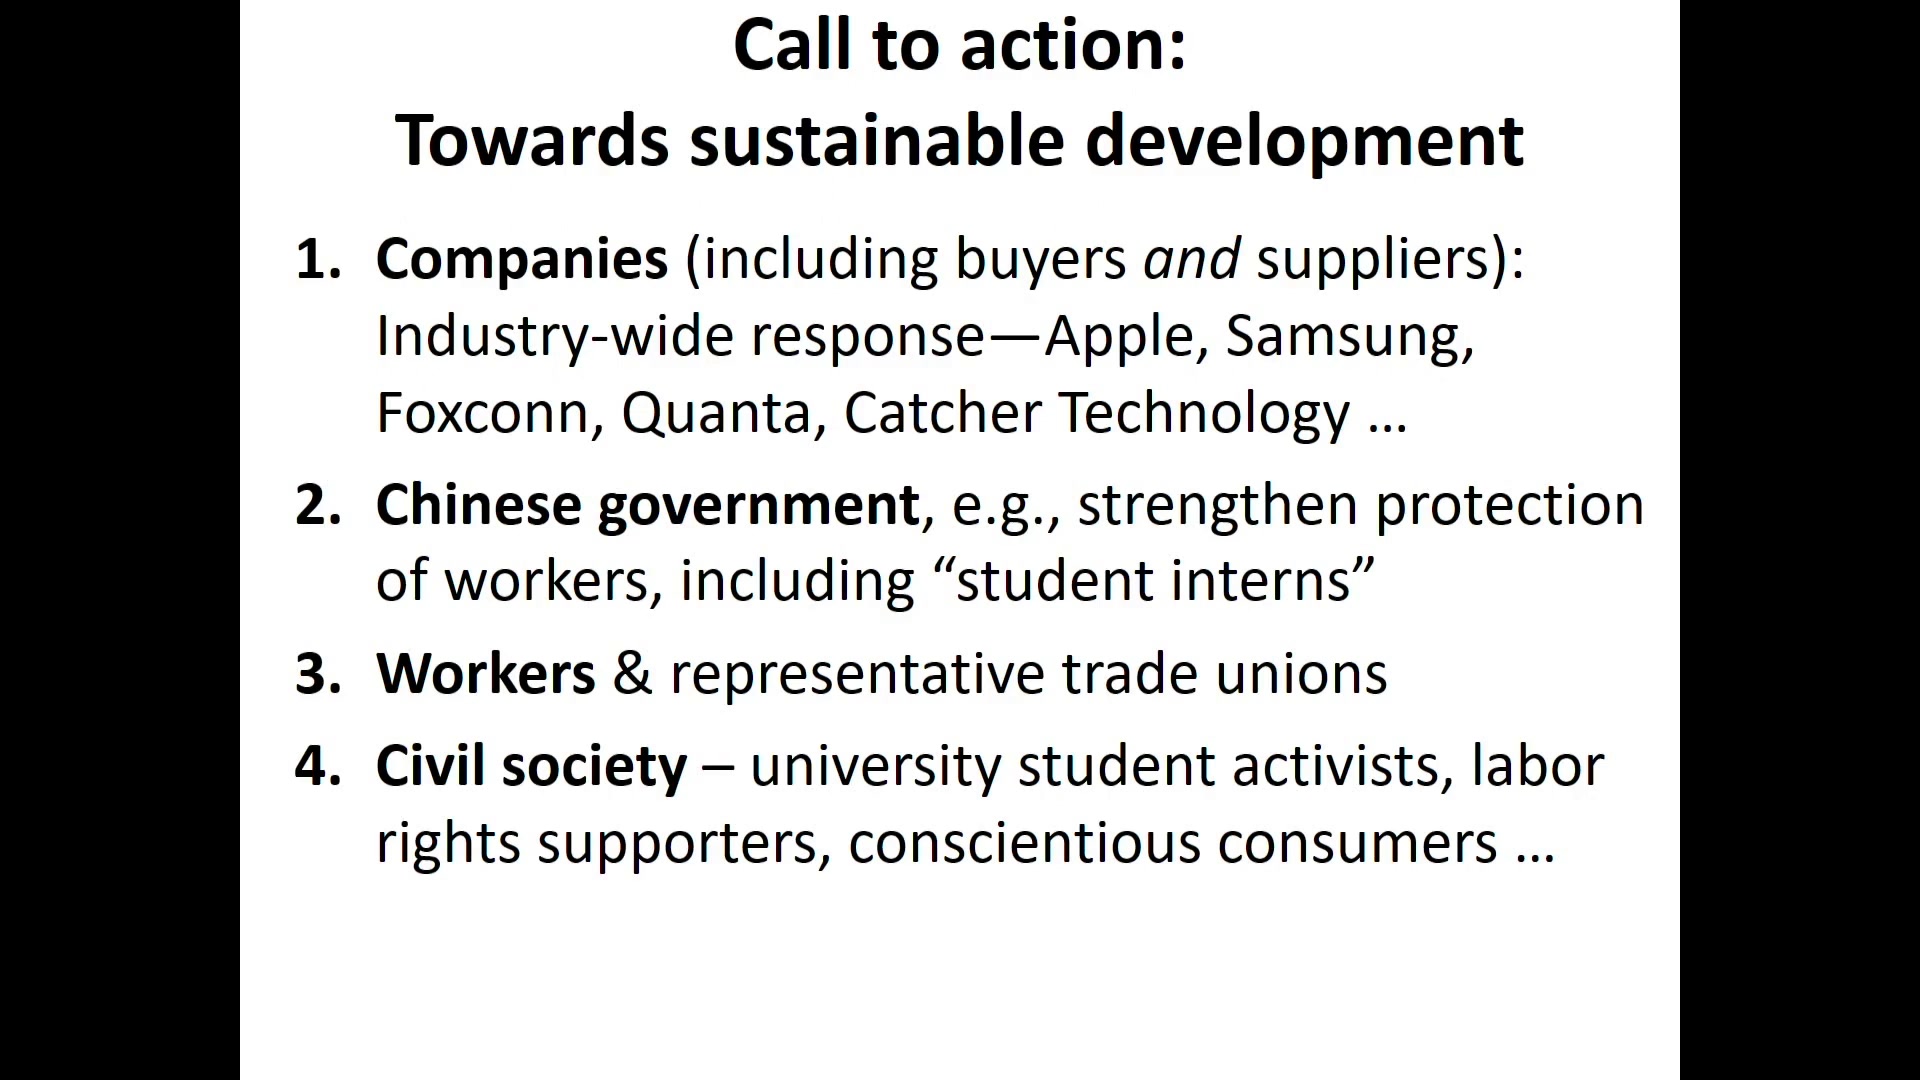 Call to action:
Towards sustainable development
1. Companies (including buyers and suppliers):
Industry-wide response—Apple, Samsung,
Foxconn, Quanta, Catcher Technology ...
2. Chinese government, e.g., strengthen protection
of workers, including “student interns”
3. Workers & representative trade unions
4. Civil society – university student activists, labor
rights supporters, conscientious consumers ...